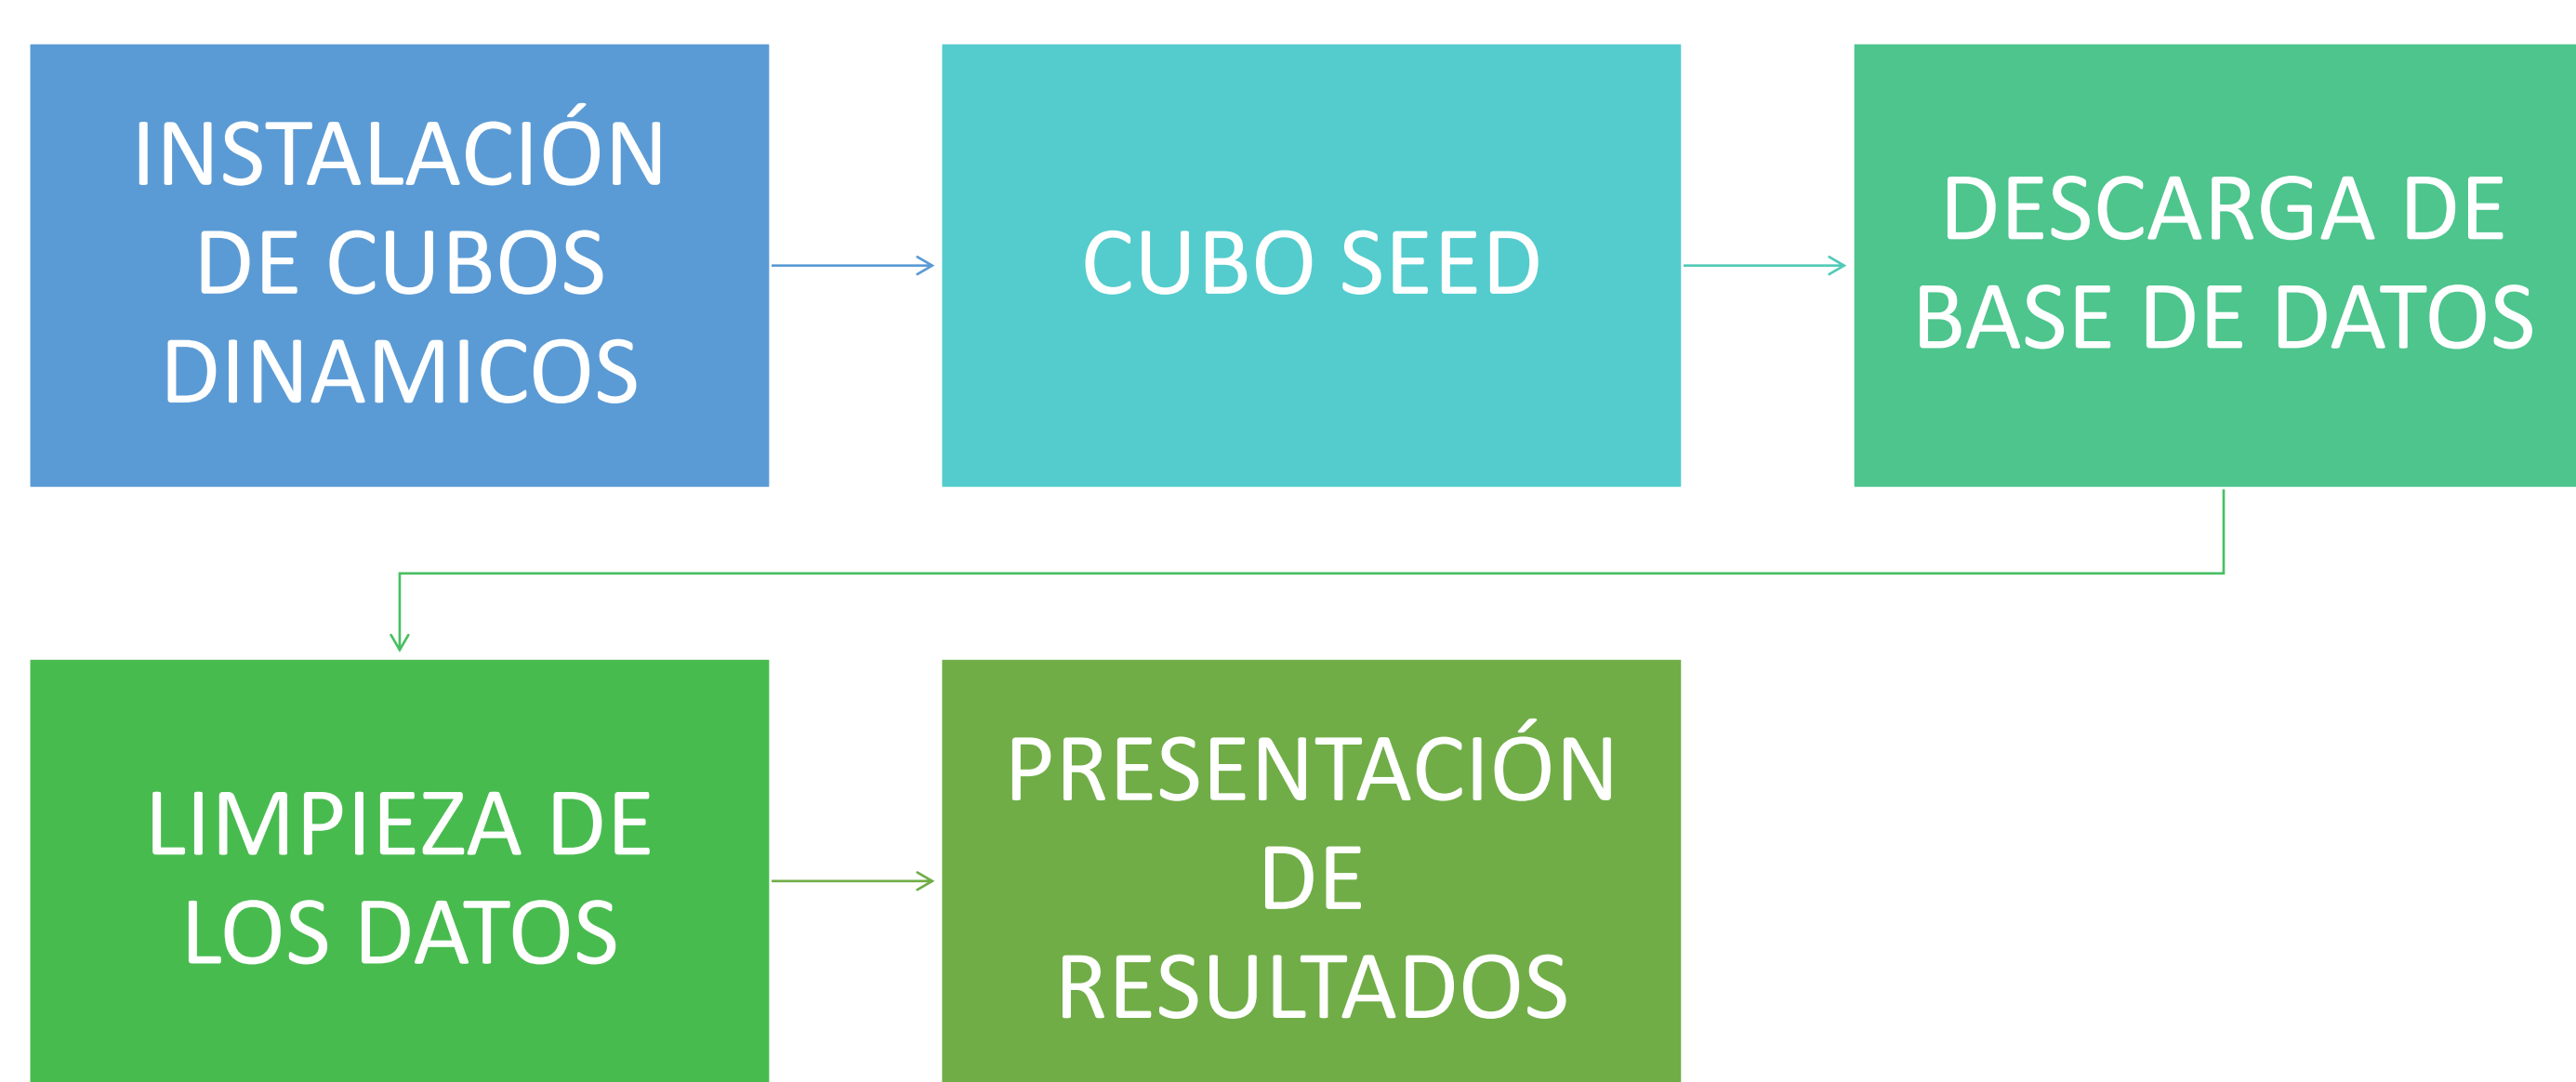 INSTALACIÓN
DE CUBOS
DINAMICOS
CUBO SEED
DESCARGA DE
BASE DE DATOS
LIMPIEZA DE
LOS DATOS
PRESENTACIÓN
DE
RESULTADOS